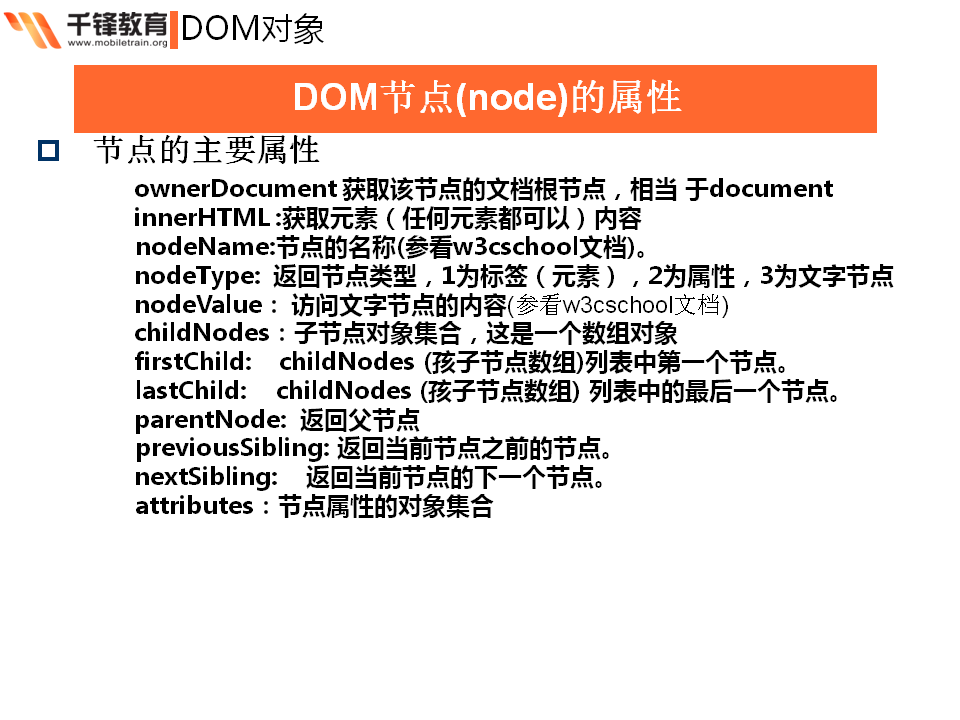 千锋教育
www.mobiletrain.org
DOM对象
DOM节点(node)的属性
节点的主要属性
ownerDocument 获取该节点的文档根节点，相当 于document
innerHTML :获取元素（任何元素都可以）内容
nodeName:节点的名称(参看w3cschool文档)。
nodeType: 返回节点类型，1为标签（元素），2为属性，3为文字节点
nodeValue： 访问文字节点的内容(参看w3cschool文档)
childNodes：子节点对象集合，这是一个数组对象
firstChild: childNodes (孩子节点数组)列表中第一个节点。
lastChild: childNodes (孩子节点数组) 列表中的最后一个节点。
parentNode: 返回父节点
previousSibling: 返回当前节点之前的节点。
nextSibling: 返回当前节点的下一个节点。
attributes：节点属性的对象集合